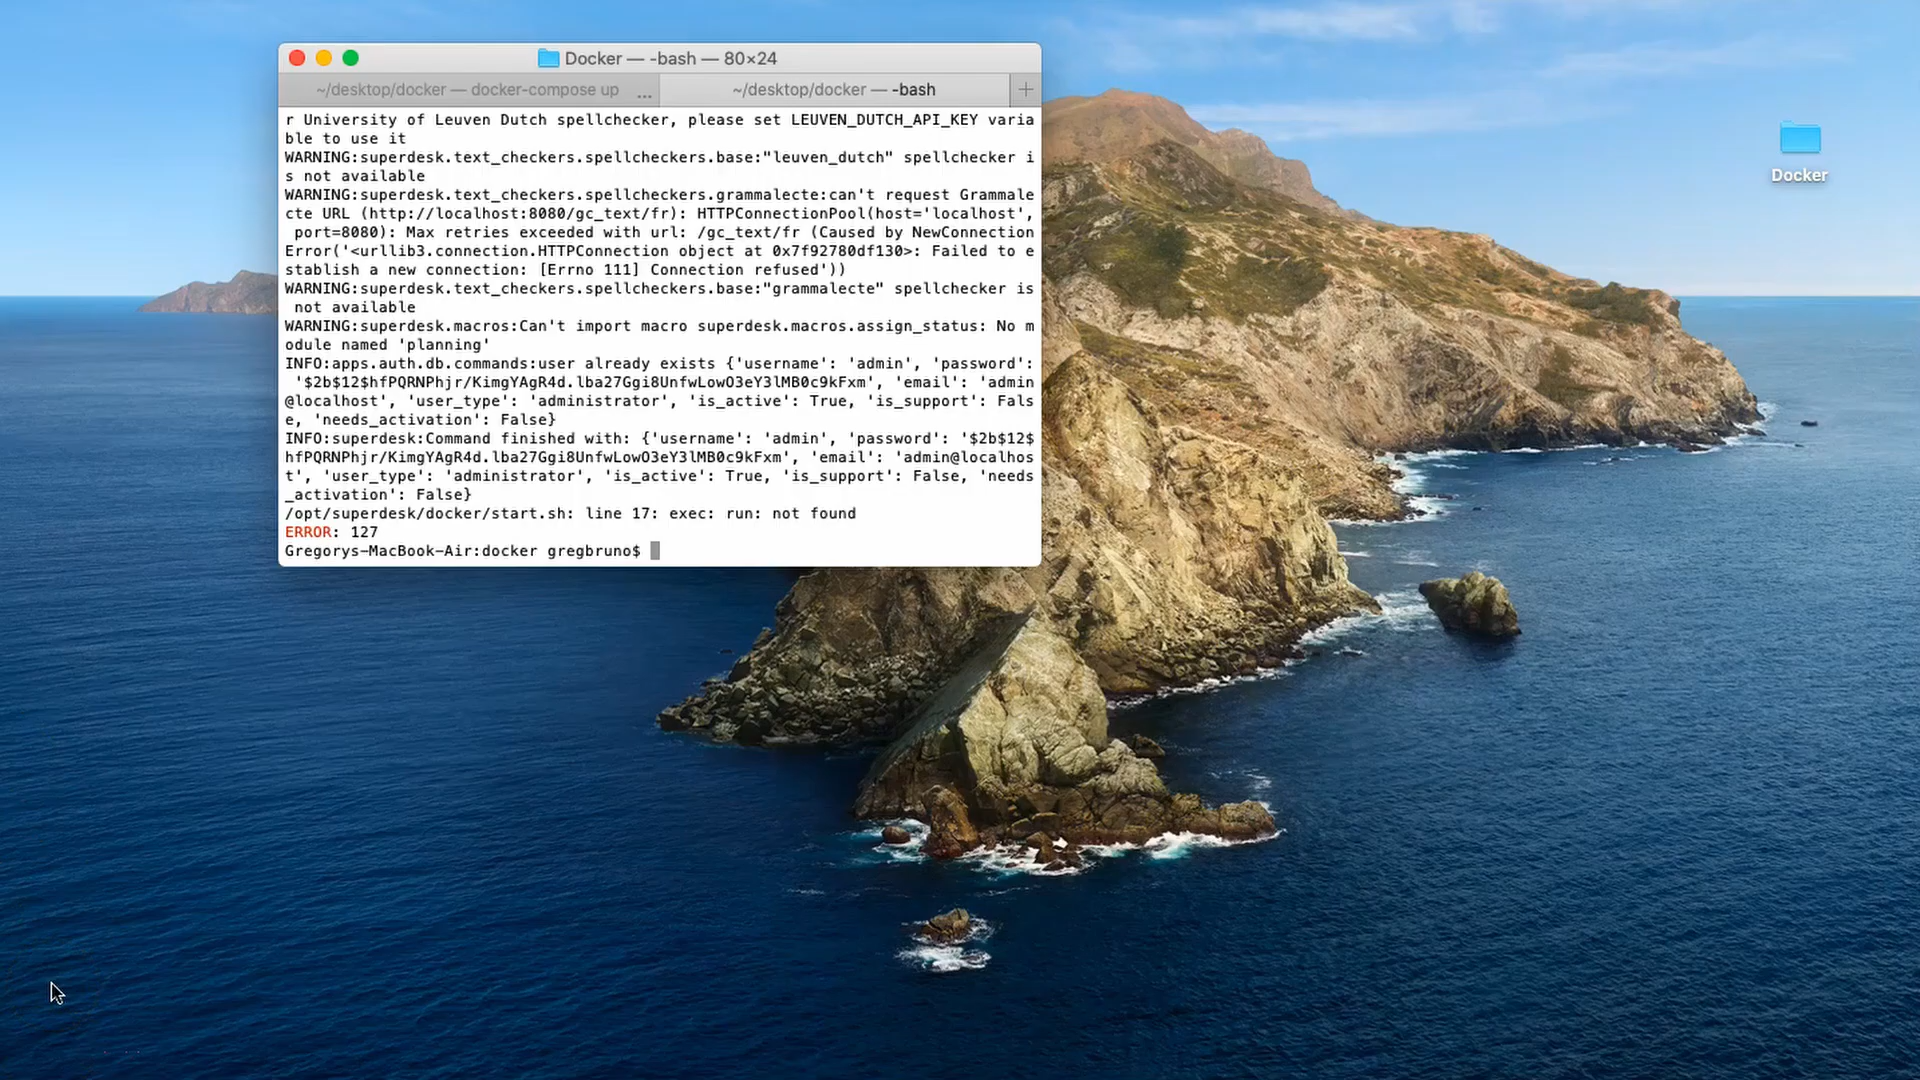 Docker — -bash — 80×24
~/desktop/docker — docker-compose up ...
~/desktop/docker — -bash
r University of Leuven Dutch spellchecker, please set LEUVEN_DUTCH_API_KEY varia
ble to use it
WARNING:superdesk.text_checkers.spellcheckers.base:"leuven_dutch" spellchecker i
s not available
WARNING:superdesk.text_checkers.spellcheckers.grammalecte:can't request Grammale
cte URL (http://localhost:8080/gc_text/fr): HTTPConnectionPool(host='localhost',
 port=8080): Max retries exceeded with url: /gc_text/fr (Caused by NewConnection
Error('<urllib3.connection.HTTPConnection object at 0x7f92780df130>: Failed to e
stablish a new connection: [Errno 111] Connection refused'))
WARNING:superdesk.text_checkers.spellcheckers.base:"grammalecte" spellchecker is
 not available
WARNING:superdesk.macros:Can't import macro superdesk.macros.assign_status: No m
odule named 'planning'
INFO:apps.auth.db.commands:user already exists {'username': 'admin', 'password':
 '$2b$12$hfPQRNPhjr/KimgYAgR4d.lba27Ggi8UnfwLowO3eY3lMB0c9kFxm', 'email': 'admin
@localhost', 'user_type': 'administrator', 'is_active': True, 'is_support': Fals
e, 'needs_activation': False}
INFO:superdesk:Command finished with: {'username': 'admin', 'password': '$2b$12$
hfPQRNPhjr/KimgYAgR4d.lba27Ggi8UnfwLowO3eY3lMB0c9kFxm', 'email': 'admin@localhos
t', 'user_type': 'administrator', 'is_active': True, 'is_support': False, 'needs
_activation': False}
/opt/superdesk/docker/start.sh: line 17: exec: run: not found
ERROR: 127
Gregorys-MacBook-Air:docker gregbruno$
Docker